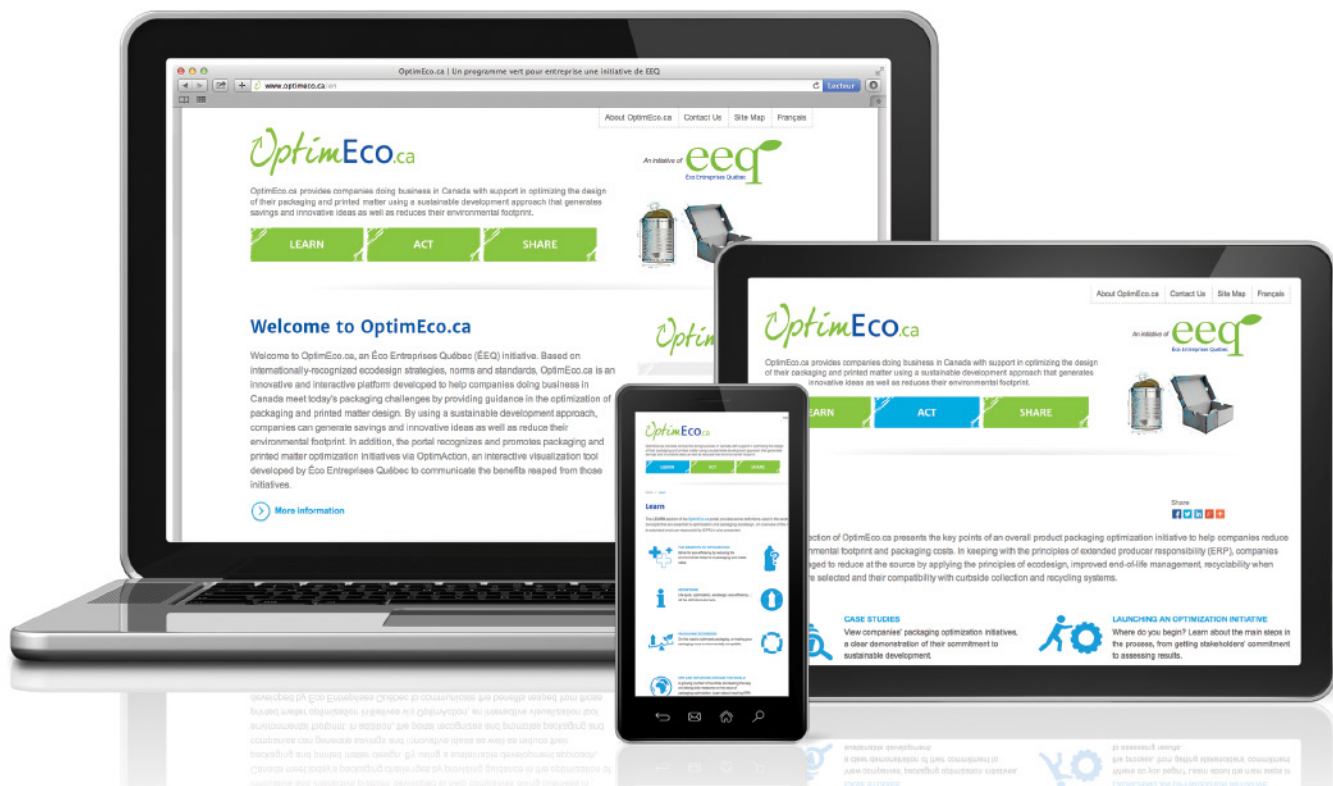 OptimEco.ca | Un programme vert pour entreprise une initiative de EEQ
www.optimeco.ca/en
Lecteur
About OptimEco.ca Contact Us Site Map Français
OptimEco.ca
An initiative of eeq
Éco Entreprises Québec
OptimEco.ca provides companies doing business in Canada with support in optimizing the design
of their packaging and printed matter using a sustainable development approach that generates
savings and innovative ideas as well as reduces their environmental footprint.
LEARN ACT SHARE
Welcome to OptimEco.ca
Optim
Welcome to OptimEco.ca, an Éco Entreprises Québec (ÉEQ) initiative. Based on
internationally-recognized ecodesign strategies, norms and standards, OptimEco.ca is an
innovative and interactive platform developed to help companies doing business in
Canada meet today's packaging challenges by providing guidance in the optimization of
packaging and printed matter design. By using a sustainable development approach,
companies can generate savings and innovative ideas as well as reduce their
environmental footprint. In addition, the portal recognizes and promotes packaging and
printed matter optimization initiatives via OptimAction, an interactive visualization tool
developed by Éco Entreprises Québec to communicate the benefits reaped from those
initiatives.
More information
About OptimEco.ca Contact Us Site Map Français
OptimEco.ca
An initiative of eeq
Éco Entreprises Québec
OptimEco.ca provides companies doing business in Canada with support in optimizing the design
of their packaging and printed matter using a sustainable development approach that generates
innovative ideas as well as reduces their environmental footprint.
EARN ACT SHARE
Share
ction of OptimEco.ca presents the key points of an overall product packaging optimization initiative to help companies reduce
nmental footprint and packaging costs. In keeping with the principles of extended producer responsibility (ERP), companies
ged to reduce at the source by applying the principles of ecodesign, improved end-of-life management, recyclability when
re selected and their compatibility with curbside collection and recycling systems.
CASE STUDIES
View companies' packaging optimization initiatives,
a clear demonstration of their commitment to
sustainable development.
LAUNCHING AN OPTIMIZATION INITIATIVE
Where do you begin? Learn about the main steps in
the process, from getting stakeholders' commitment
to assessing results.
OptimEco.ca
LEARN ACT SHARE
Learn